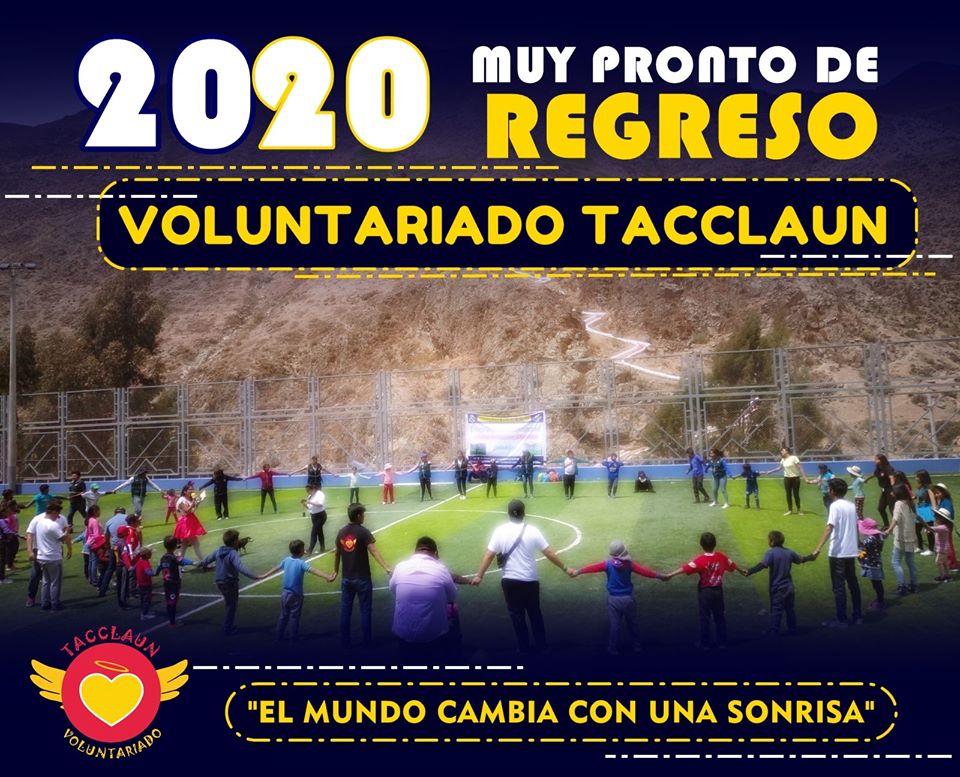 2020
MUY PRONTO DE
REGRESO
VOLUNTARIADO TACCLAUN
TACCLAUN
VOLUNTARIADO
"EL MUNDO CAMBIA CON UNA SONRISA"